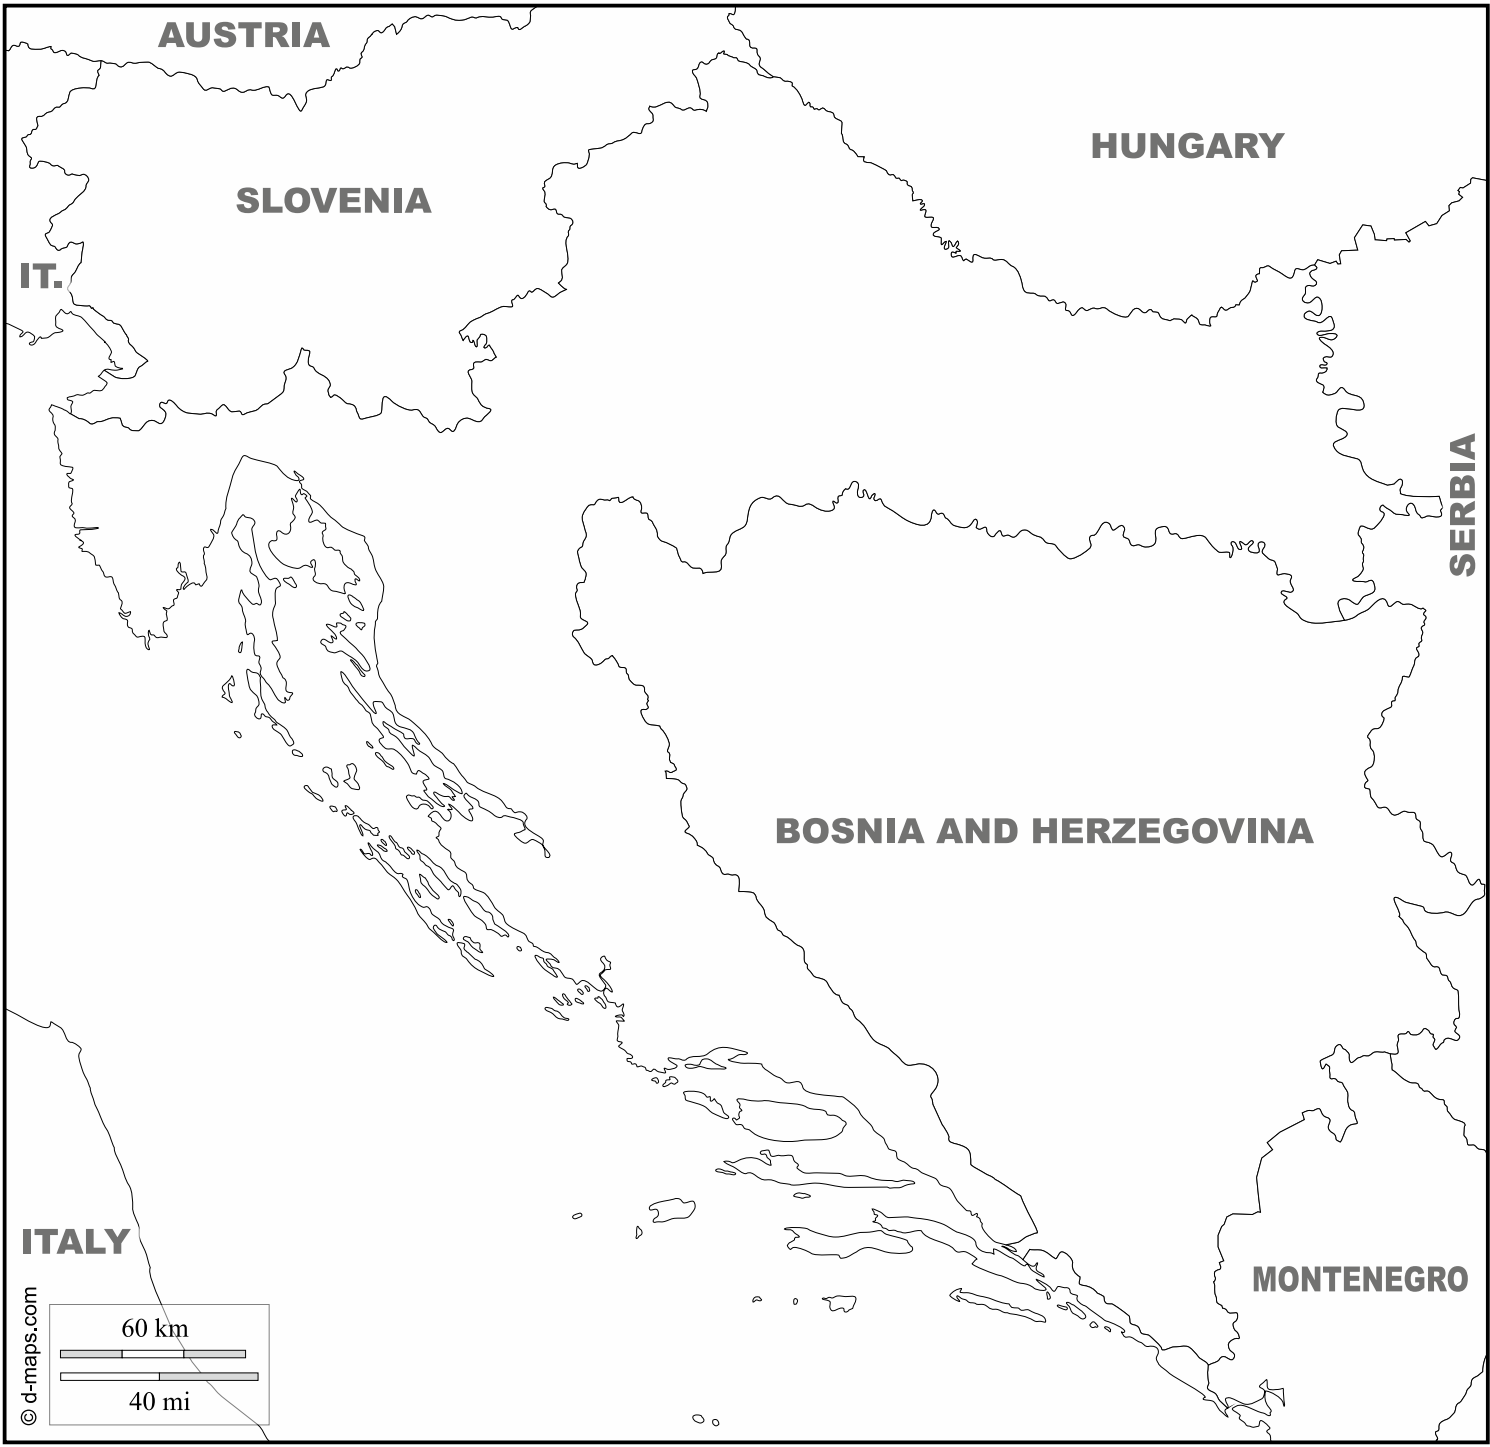 AUSTRIA
HUNGARY
SLOVENIA
IT.
SERBIA
BOSNIA AND HERZEGOVINA
ITALY
MONTENEGRO
60 km
40 mi
© d-maps.com